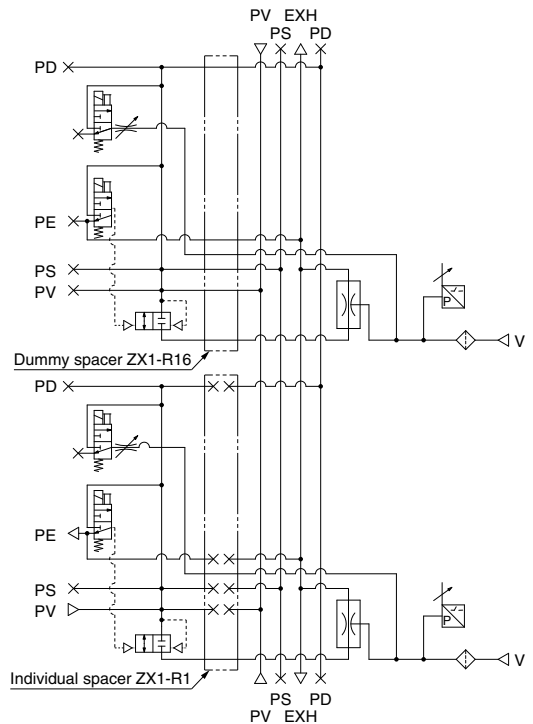 PV EXH
PS PD
PD
PE
PS
PV
P
V
Dummy spacer ZX1-R16
PD
PE
PS
PV
P
V
Individual spacer ZX1-R1
PS PD
PV EXH